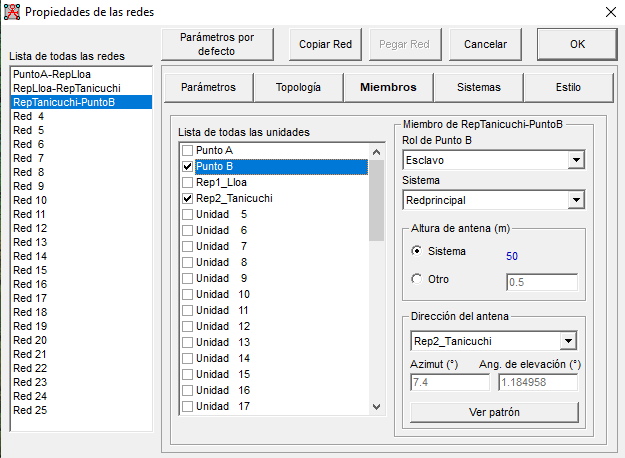 Propiedades de las redes
Parámetros por defecto
Copiar Red
Pegar Red
Cancelar
OK
Lista de todas las redes
PuntoA-RepLloa
RepLloa-RepTanicuchi
RepTanicuchi-PuntoB
Red 4
Red 5
Red 6
Red 7
Red 8
Red 9
Red 10
Red 11
Red 12
Red 13
Red 14
Red 15
Red 16
Red 17
Red 18
Red 19
Red 20
Red 21
Red 22
Red 23
Red 24
Red 25
Parámetros
Topología
Miembros
Sistemas
Estilo
Lista de todas las unidades
Punto A
Punto B
Rep1_Lloa
Rep2_Tanicuchi
Unidad 5
Unidad 6
Unidad 7
Unidad 8
Unidad 9
Unidad 10
Unidad 11
Unidad 12
Unidad 13
Unidad 14
Unidad 15
Unidad 16
Unidad 17
Miembro de RepTanicuchi-PuntoB
Rol de Punto B
Esclavo
Sistema
Redprincipal
Altura de antena (m)
Sistema 50
Otro 0.5
Dirección del antena
Rep2_Tanicuchi
Azimut (°) Ang. de elevación (°)
7.4 1.184958
Ver patrón